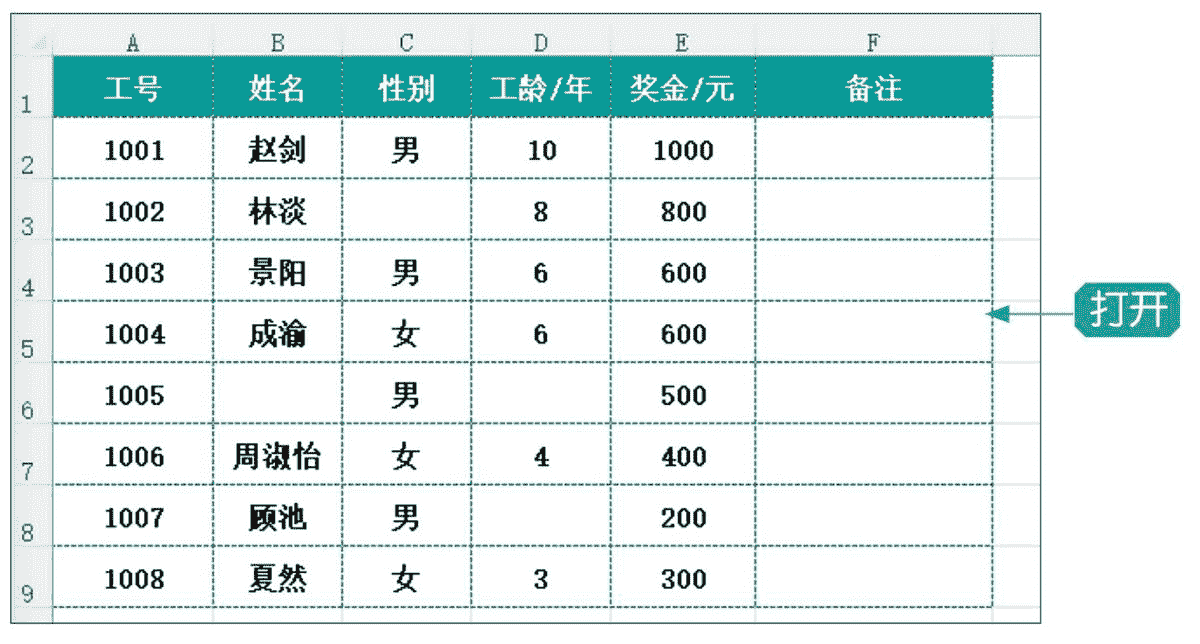 A B C D E F
1 工号 姓名 性别 工龄/年 奖金/元 备注
2 1001 赵剑 男 10 1000
3 1002 林淡 8 800
4 1003 景阳 男 6 600
打开
5 1004 成渝 女 6 600
6 1005 男 500
7 1006 周淑怡 女 4 400
8 1007 顾池 男 200
9 1008 夏然 女 3 300